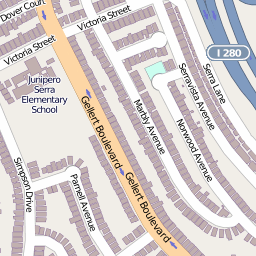 Dover Court
Victoria Street
Victoria Street
I 280
Junipero
Serra
Elementary
School
Gellert Boulevard
Marbly Avenue
Serravista Avenue
Serra Lane
Norwood Avenue
Simpson Drive
Parnell Avenue
Gellert Boulevard